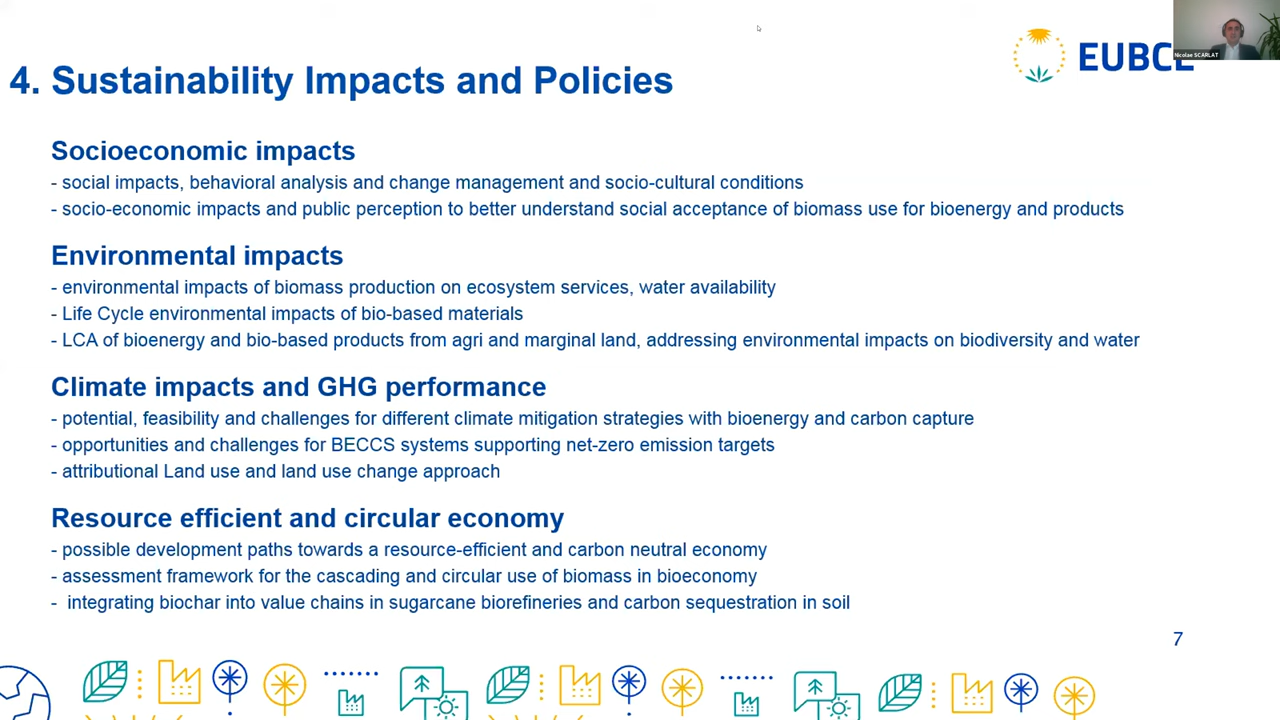 Nicolae SCARLAT
EUBCE
4. Sustainability Impacts and Policies
Socioeconomic impacts
- social impacts, behavioral analysis and change management and socio-cultural conditions
- socio-economic impacts and public perception to better understand social acceptance of biomass use for bioenergy and products
Environmental impacts
- environmental impacts of biomass production on ecosystem services, water availability
- Life Cycle environmental impacts of bio-based materials
- LCA of bioenergy and bio-based products from agri and marginal land, addressing environmental impacts on biodiversity and water
Climate impacts and GHG performance
- potential, feasibility and challenges for different climate mitigation strategies with bioenergy and carbon capture
- opportunities and challenges for BECCS systems supporting net-zero emission targets
- attributional Land use and land use change approach
Resource efficient and circular economy
- possible development paths towards a resource-efficient and carbon neutral economy
- assessment framework for the cascading and circular use of biomass in bioeconomy
- integrating biochar into value chains in sugarcane biorefineries and carbon sequestration in soil
7